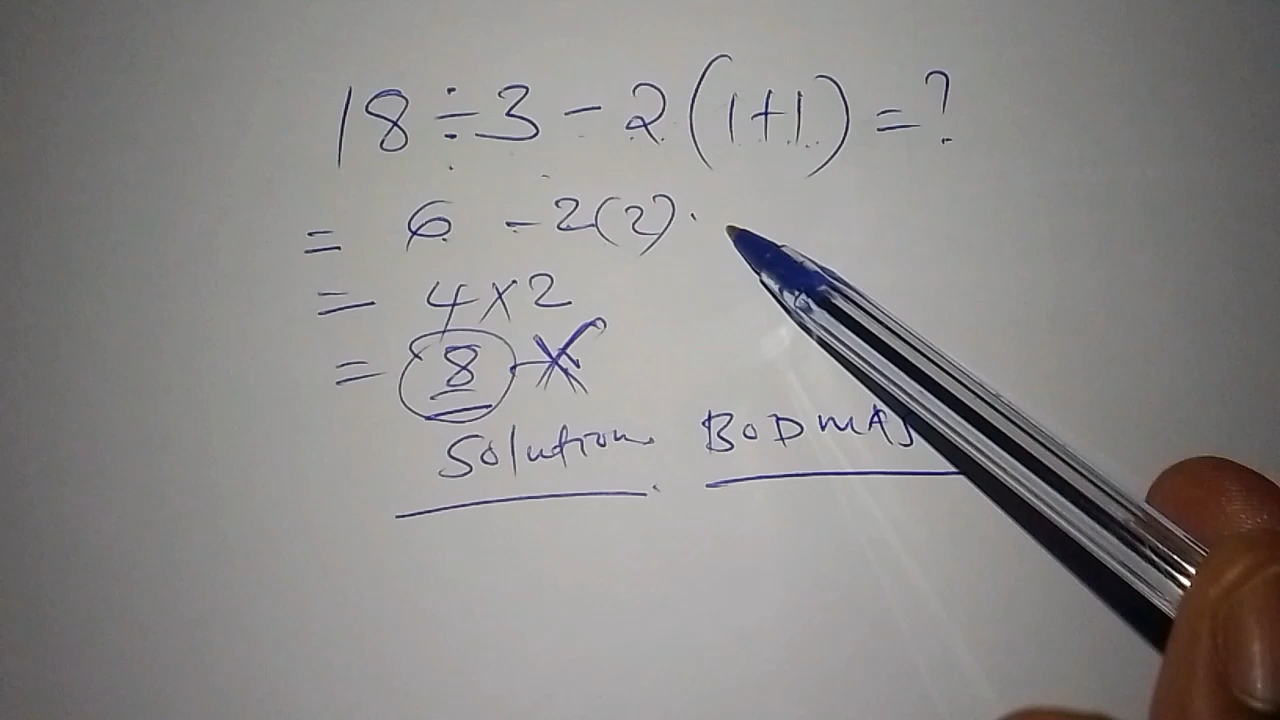 18 ÷ 3 - 2 (1+1) = ?
= 6 - 2(2)
= 4 × 2
= 8 ×
Solution. BODMAS